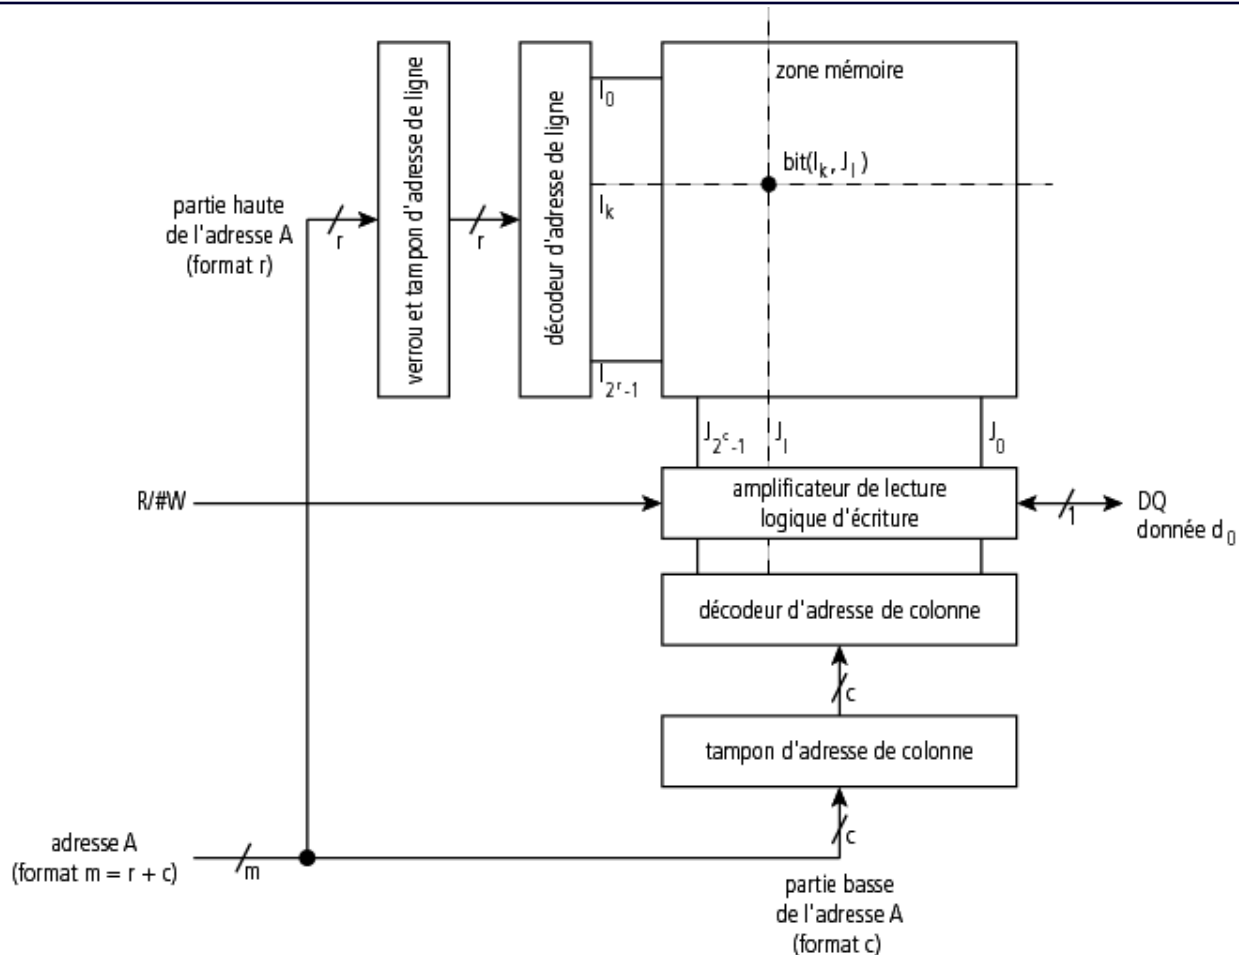 zone mémoire
verrou et tampon d'adresse de ligne
décodeur d'adresse de ligne
I0
bit(Ik, Jl)
Ik
partie haute
de l'adresse A
(format r)
r
r
I2^r-1
J2^c-1
Jl
J0
R/#W
amplificateur de lecture
logique d'écriture
1
DQ
donnée d0
décodeur d'adresse de colonne
c
tampon d'adresse de colonne
c
adresse A
(format m = r + c)
m
partie basse
de l'adresse A
(format c)